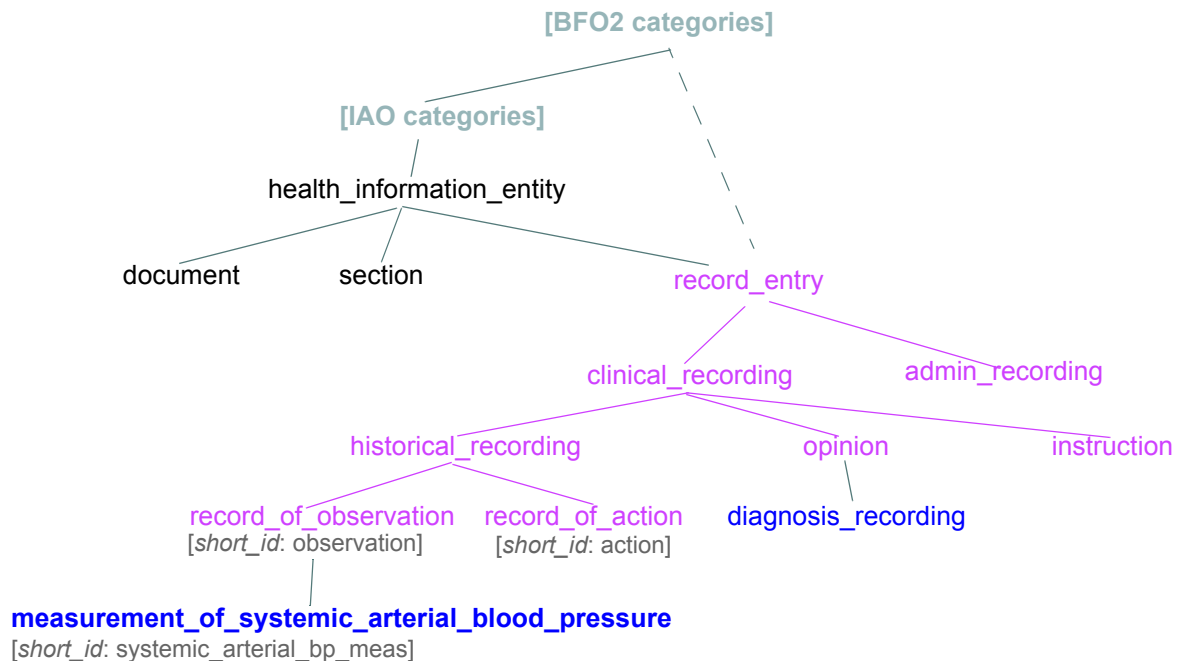 [BFO2 categories]
[IAO categories]
health_information_entity
document
section
record_entry
clinical_recording
admin_recording
historical_recording
opinion
instruction
record_of_observation
record_of_action
diagnosis_recording
[short_id: observation]
[short_id: action]
measurement_of_systemic_arterial_blood_pressure
[short_id: systemic_arterial_bp_meas]